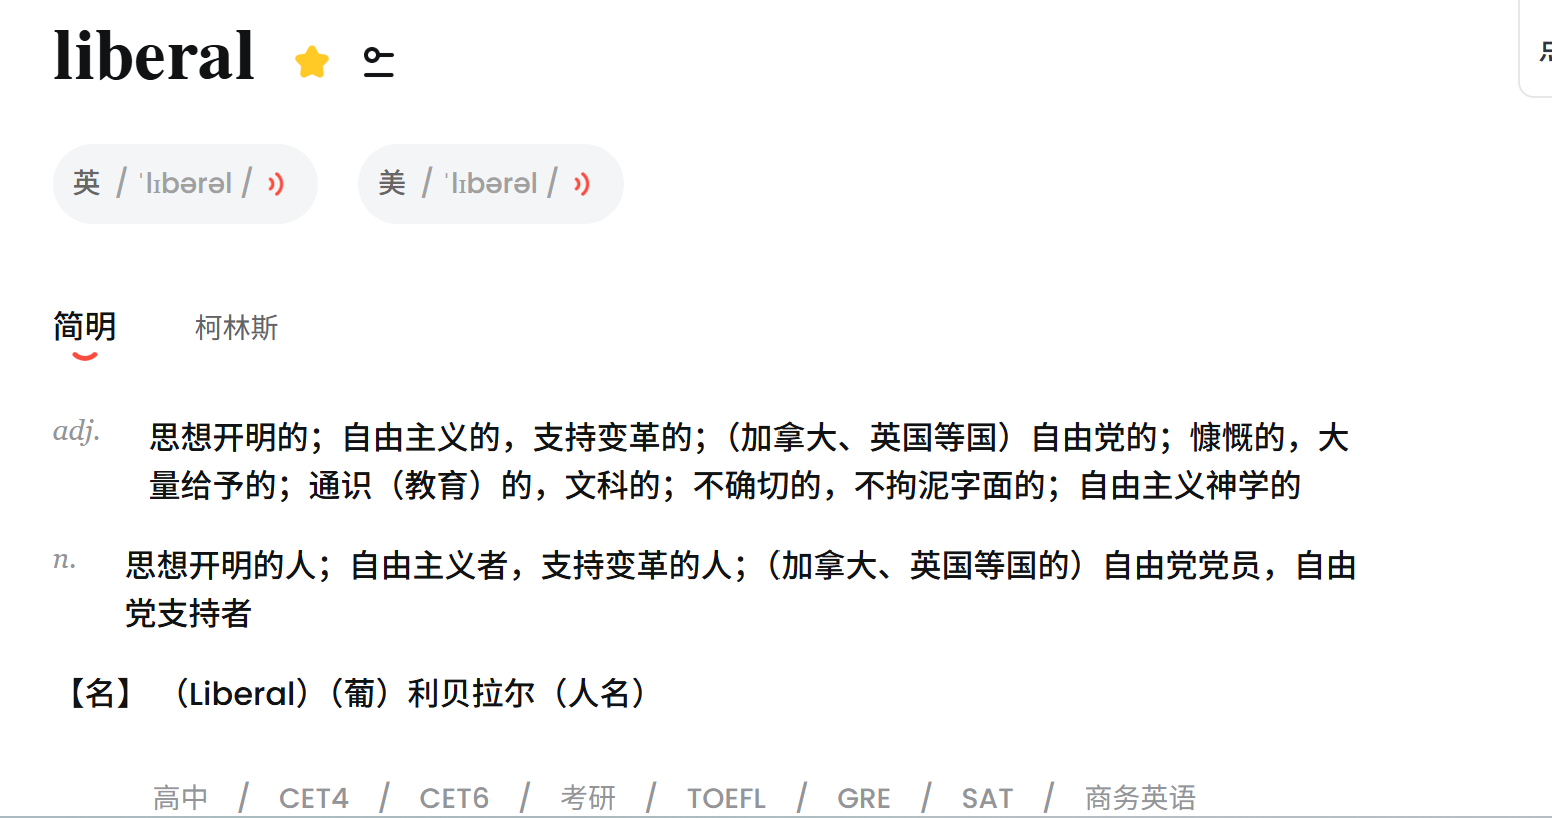 liberal
英 / ˈlɪbərəl /
美 / ˈlɪbərəl /
简明 柯林斯
adj. 思想开明的；自由主义的，支持变革的；（加拿大、英国等国）自由党的；慷慨的，大
量给予的；通识（教育）的，文科的；不确切的，不拘泥字面的；自由主义神学的
n. 思想开明的人；自由主义者，支持变革的人；（加拿大、英国等国的）自由党党员，自由
党支持者
【名】 （Liberal）（葡）利贝拉尔（人名）
高中 / CET4 / CET6 / 考研 / TOEFL / GRE / SAT / 商务英语